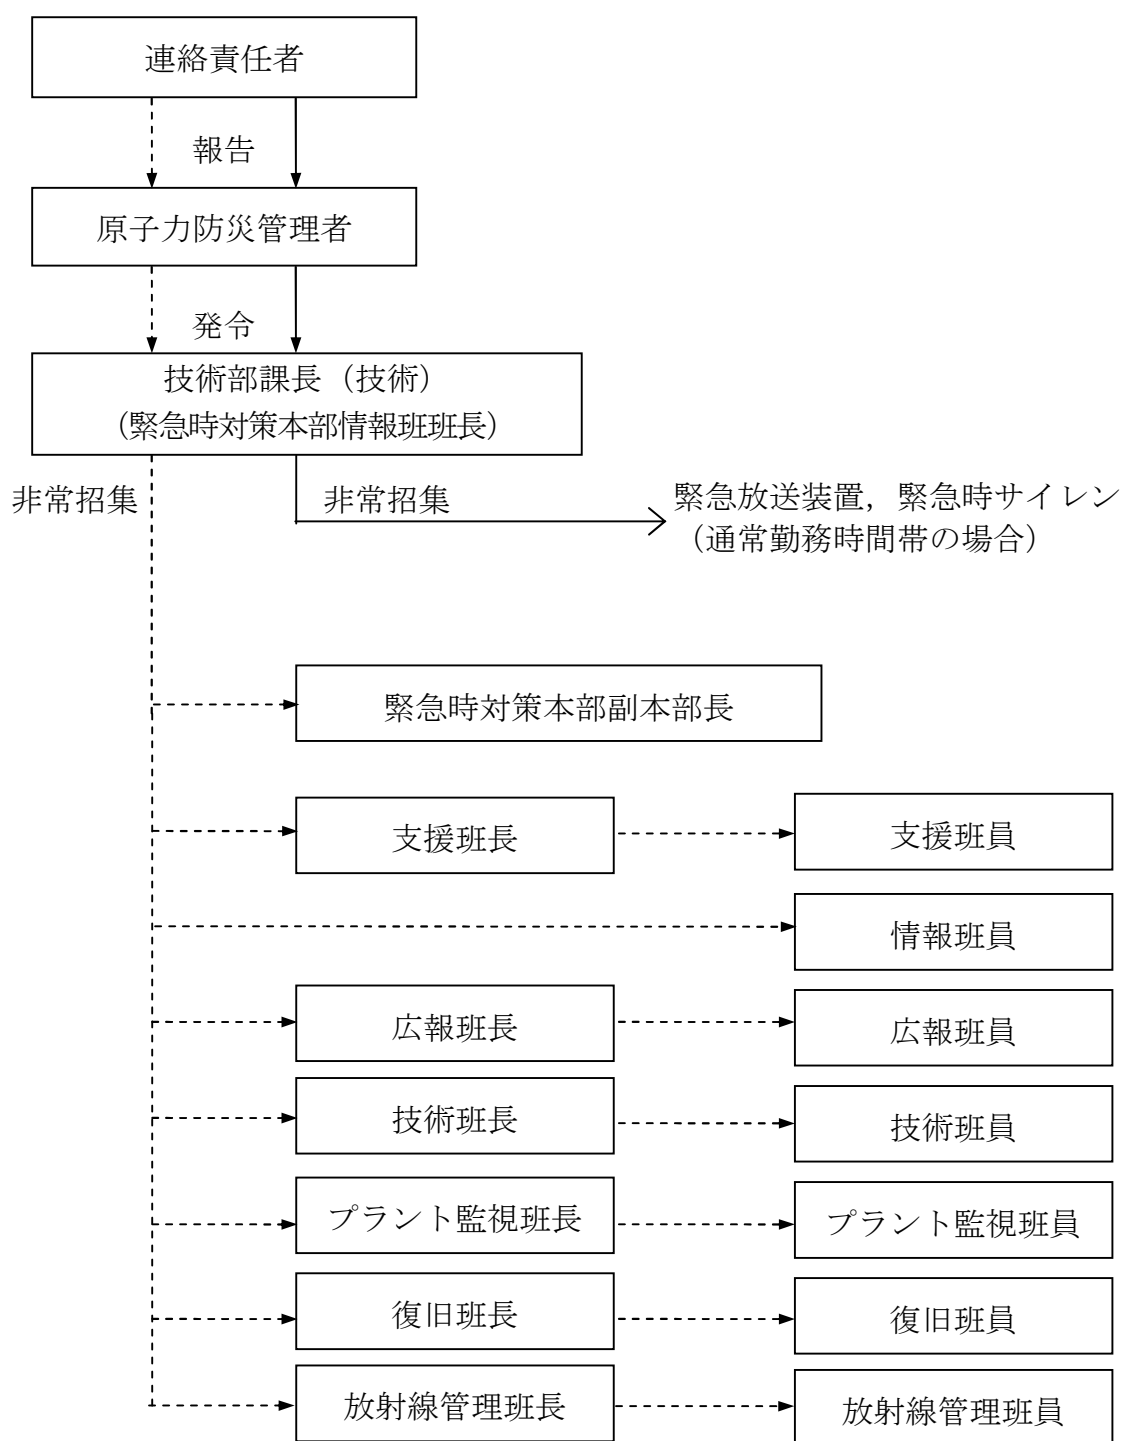 連絡責任者
報告
原子力防災管理者
発令
技術部課長（技術）
（緊急時対策本部情報班班長）
非常招集
非常招集
緊急放送装置，緊急時サイレン
（通常勤務時間帯の場合）
緊急時対策本部副本部長
支援班長
支援班員
情報班員
広報班長
広報班員
技術班長
技術班員
プラント監視班長
プラント監視班員
復旧班長
復旧班員
放射線管理班長
放射線管理班員